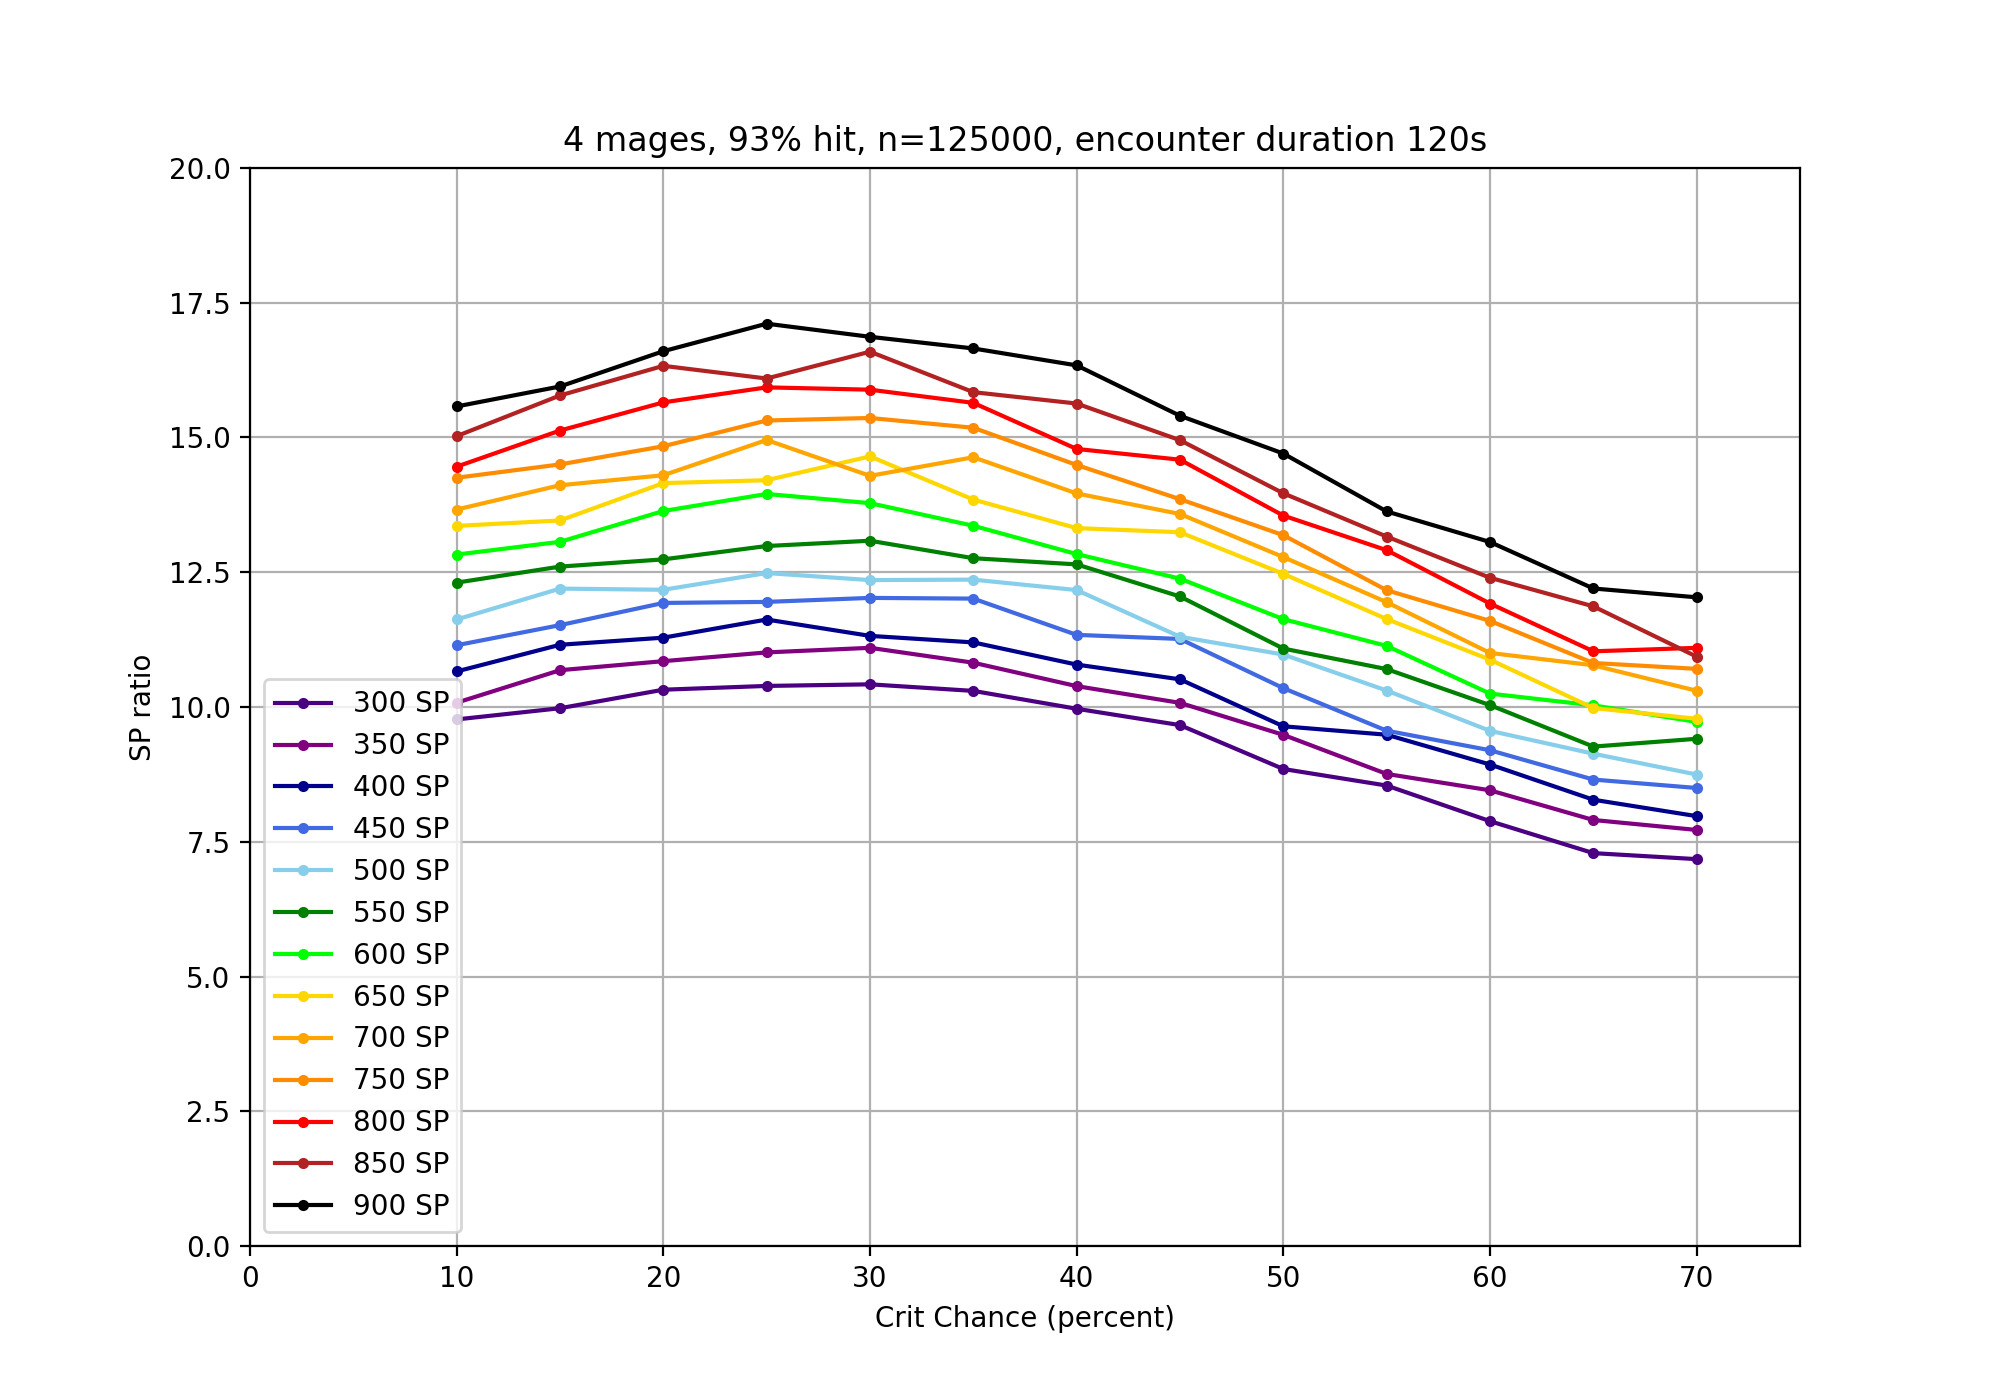 4 mages, 93% hit, n=125000, encounter duration 120s
20.0
17.5
15.0
12.5
10.0
7.5
5.0
2.5
0.0
SP ratio
300 SP
350 SP
400 SP
450 SP
500 SP
550 SP
600 SP
650 SP
700 SP
750 SP
800 SP
850 SP
900 SP
0 10 20 30 40 50 60 70
Crit Chance (percent)